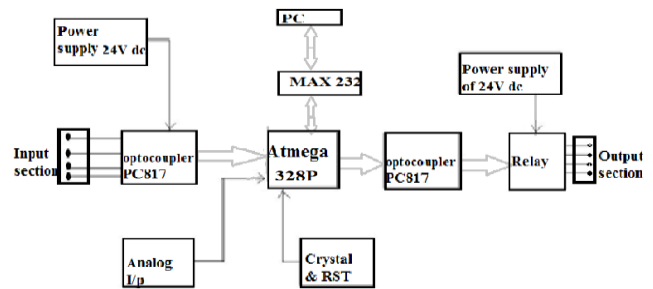 Power
supply 24V dc
PC
MAX 232
Power supply
of 24V dc
Input
section
optocoupler
PC817
Atmega
328P
optocoupler
PC817
Relay
Output
section
Analog
I/p
Crystal
& RST